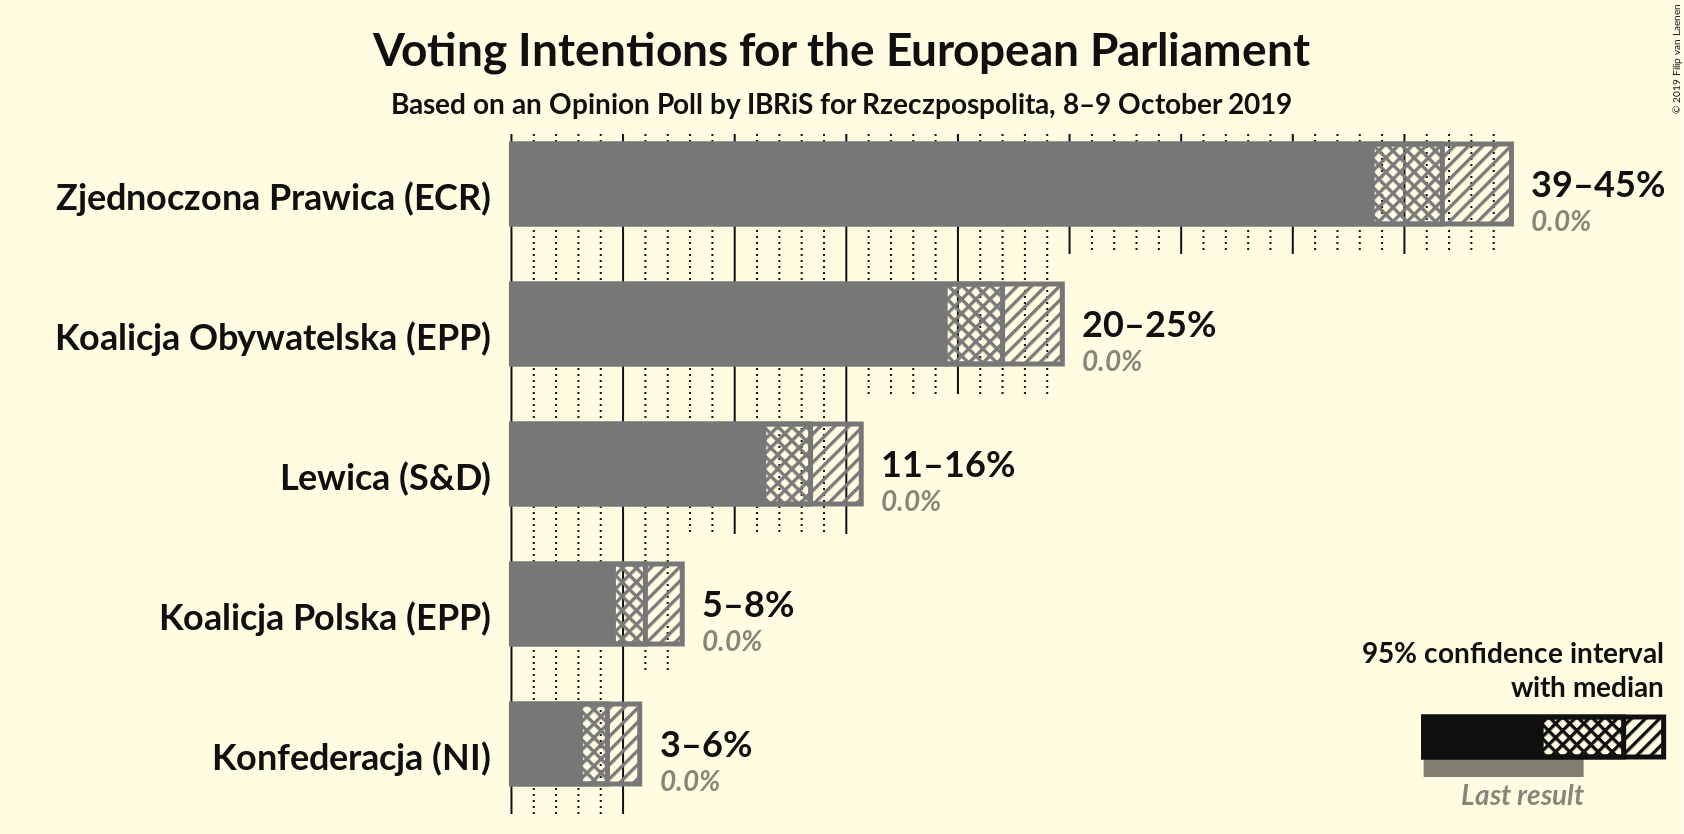 Voting Intentions for the European Parliament
Based on an Opinion Poll by IBRiS for Rzeczpospolita, 8–9 October 2019
© 2019 Filip van Laenen
Zjednoczona Prawica (ECR)
39–45%
0.0%
Koalicja Obywatelska (EPP)
20–25%
0.0%
Lewica (S&D)
11–16%
0.0%
Koalicja Polska (EPP)
5–8%
0.0%
Konfederacja (NI)
3–6%
0.0%
95% confidence interval
with median
Last result